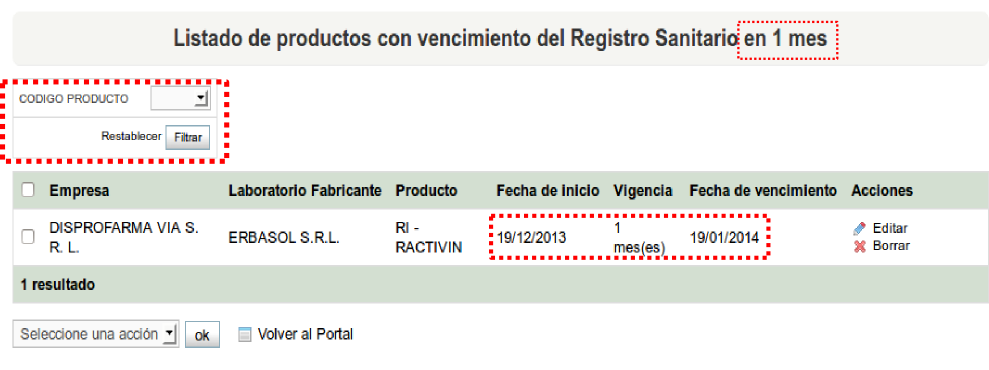 Listado de productos con vencimiento del Registro Sanitario en 1 mes
CODIGO PRODUCTO
Restablecer Filtrar
Empresa Laboratorio Fabricante Producto Fecha de inicio Vigencia Fecha de vencimiento Acciones
DISPROFARMA VIA S. R. L. ERBASOL S.R.L. RI - RACTIVIN 19/12/2013 1 mes(es) 19/01/2014 Editar Borrar
1 resultado
Seleccione una acción ok Volver al Portal